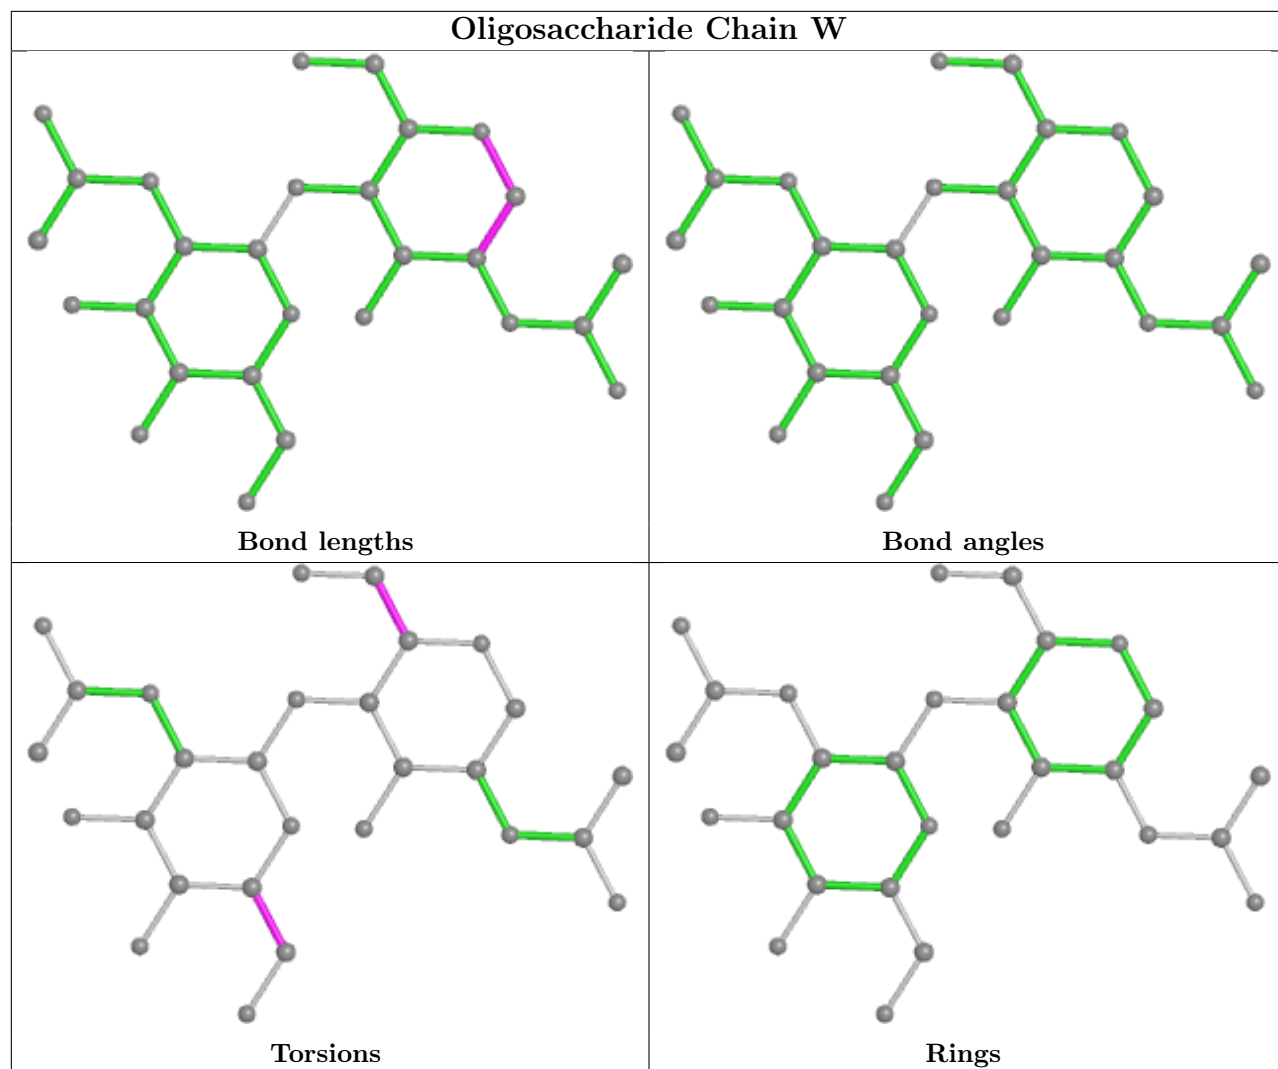 Oligosaccharide Chain W
Bond lengths
Bond angles
Torsions
Rings